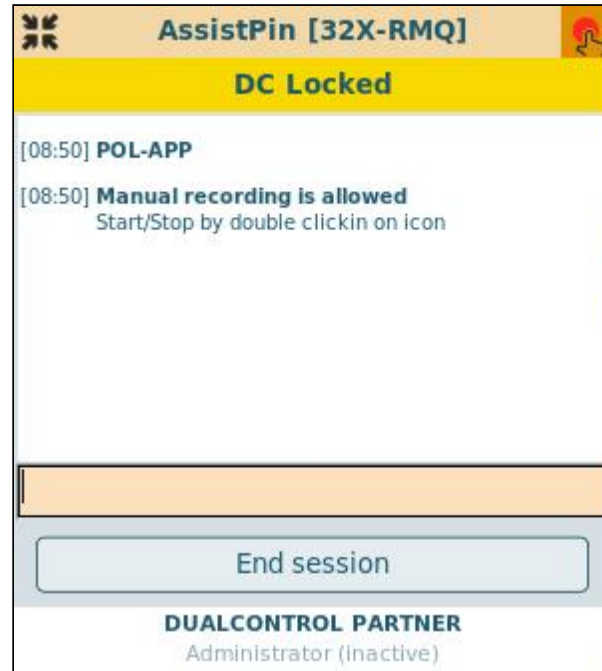 AssistPin [32X-RMQ]
DC Locked
[08:50] POL-APP
[08:50] Manual recording is allowed
Start/Stop by double clickin on icon
End session
DUALCONTROL PARTNER
Administrator (inactive)